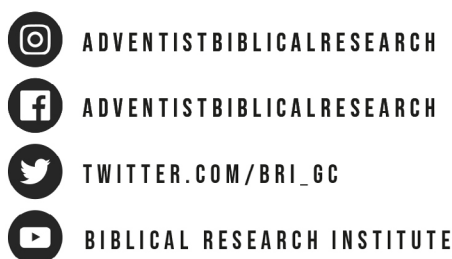 ADVENTISTBIBLICALRESEARCH
ADVENTISTBIBLICALRESEARCH
TWITTER.COM/BRI_GC
BIBLICAL RESEARCH INSTITUTE